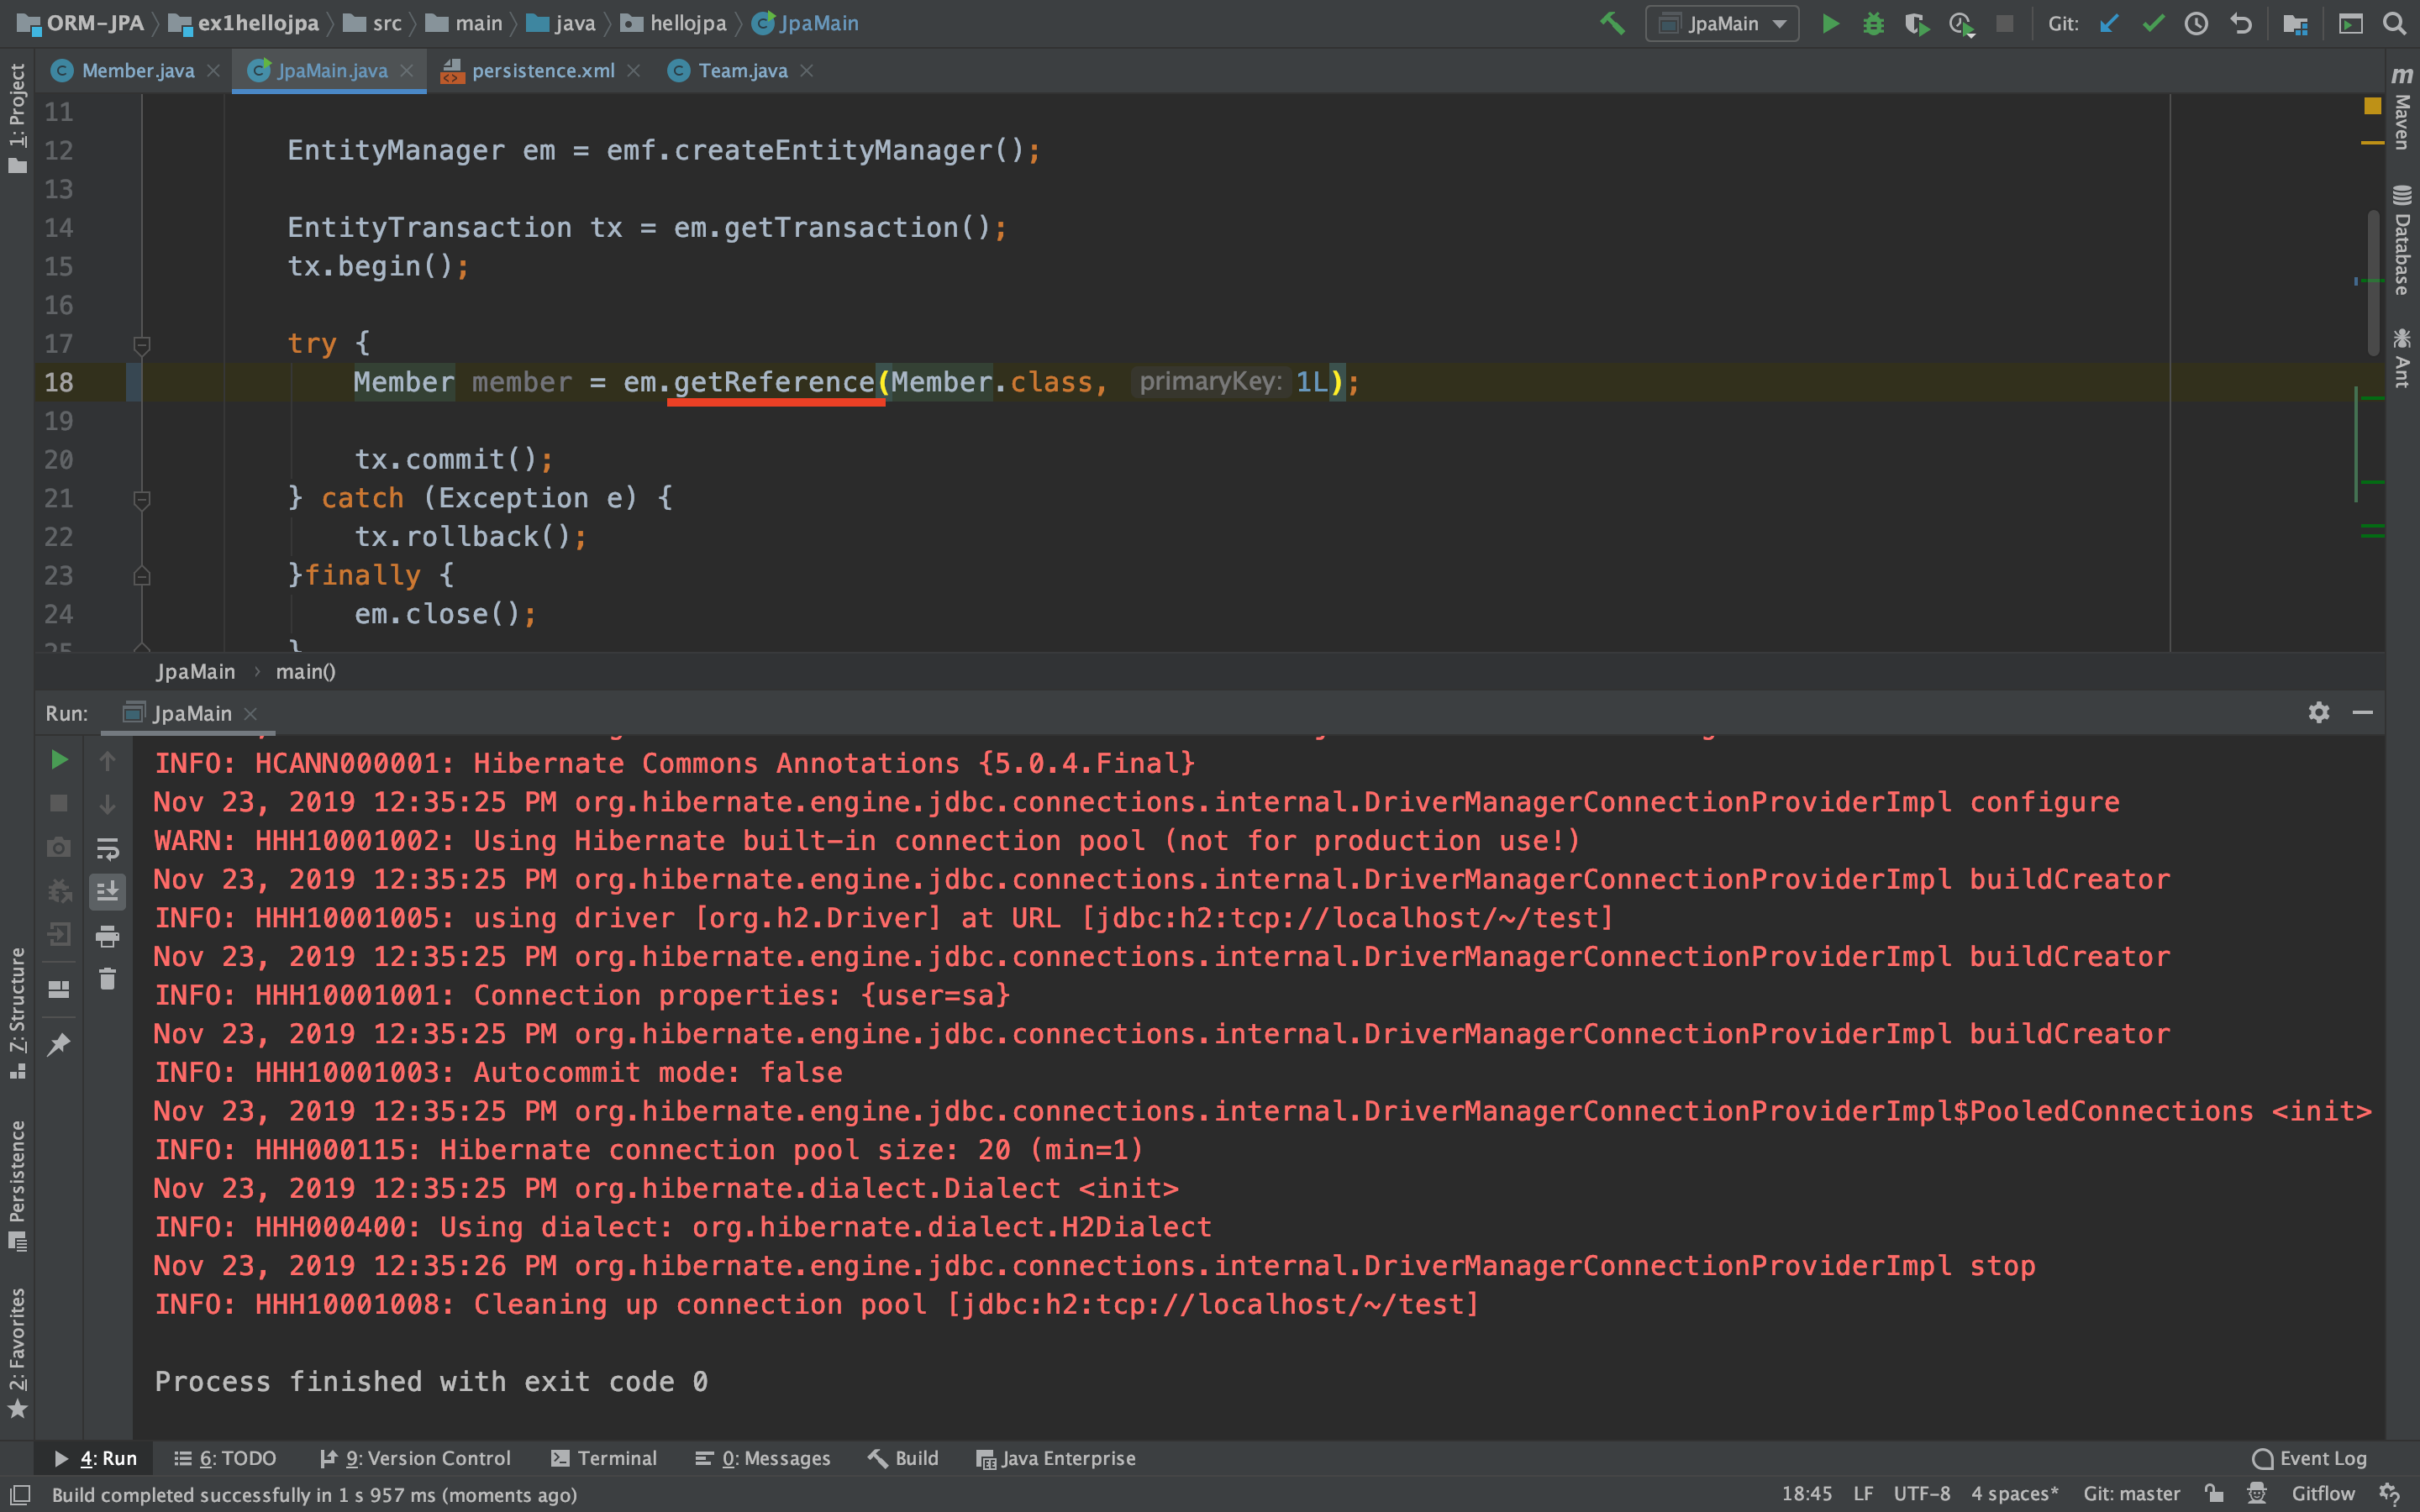 ORM-JPA ex1hellojpa src main java hellojpa JpaMain JpaMain Git:
Member.java JpaMain.java persistence.xml Team.java
1: Project
Maven
Database
Ant
11
12 EntityManager em = emf.createEntityManager();
13
14 EntityTransaction tx = em.getTransaction();
15 tx.begin();
16
17 try {
18 Member member = em.getReference(Member.class, primaryKey: 1L);
19
20 tx.commit();
21 } catch (Exception e) {
22 tx.rollback();
23 }finally {
24 em.close();
25 }
JpaMain > main()
Run: JpaMain
INFO: HCANN000001: Hibernate Commons Annotations {5.0.4.Final}
Nov 23, 2019 12:35:25 PM org.hibernate.engine.jdbc.connections.internal.DriverManagerConnectionProviderImpl configure
WARN: HHH10001002: Using Hibernate built-in connection pool (not for production use!)
Nov 23, 2019 12:35:25 PM org.hibernate.engine.jdbc.connections.internal.DriverManagerConnectionProviderImpl buildCreator
INFO: HHH10001005: using driver [org.h2.Driver] at URL [jdbc:h2:tcp://localhost/~/test]
Nov 23, 2019 12:35:25 PM org.hibernate.engine.jdbc.connections.internal.DriverManagerConnectionProviderImpl buildCreator
INFO: HHH10001001: Connection properties: {user=sa}
Nov 23, 2019 12:35:25 PM org.hibernate.engine.jdbc.connections.internal.DriverManagerConnectionProviderImpl buildCreator
INFO: HHH10001003: Autocommit mode: false
Nov 23, 2019 12:35:25 PM org.hibernate.engine.jdbc.connections.internal.DriverManagerConnectionProviderImpl$PooledConnections <init>
INFO: HHH000115: Hibernate connection pool size: 20 (min=1)
Nov 23, 2019 12:35:25 PM org.hibernate.dialect.Dialect <init>
INFO: HHH000400: Using dialect: org.hibernate.dialect.H2Dialect
Nov 23, 2019 12:35:26 PM org.hibernate.engine.jdbc.connections.internal.DriverManagerConnectionProviderImpl stop
INFO: HHH10001008: Cleaning up connection pool [jdbc:h2:tcp://localhost/~/test]
Process finished with exit code 0
Z: Structure
Persistence
2: Favorites
4: Run 6: TODO 9: Version Control Terminal 0: Messages Build Java Enterprise Event Log
Build completed successfully in 1 s 957 ms (moments ago) 18:45 LF UTF-8 4 spaces* Git: master Gitflow